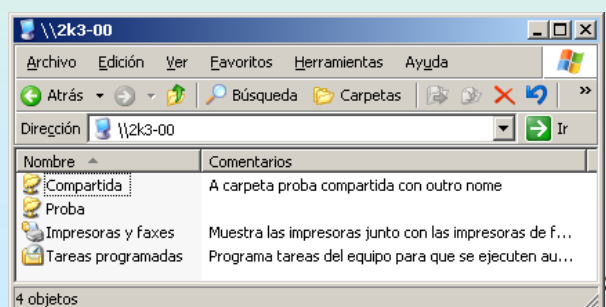 \\2k3-00
Archivo Edición Ver Favoritos Herramientas Ayuda
Atrás Búsqueda Carpetas »
Dirección \\2k3-00 Ir
Nombre Comentarios
Compartida A carpeta proba compartida con outro nome
Proba
Impresoras y faxes Muestra las impresoras junto con las impresoras de f...
Tareas programadas Programa tareas del equipo para que se ejecuten au...
4 objetos